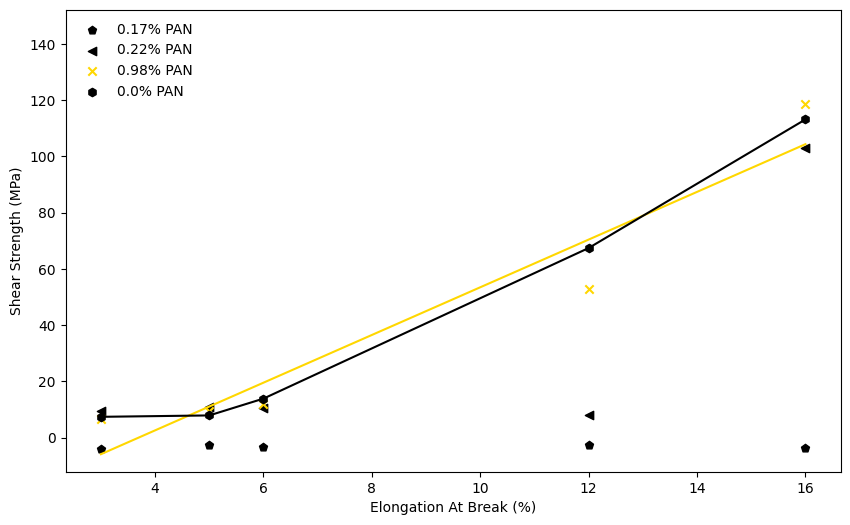 0.17% PAN
0.22% PAN
0.98% PAN
0.0% PAN
140
120
100
80
60
40
20
0
Shear Strength (MPa)
4 6 8 10 12 14 16
Elongation At Break (%)